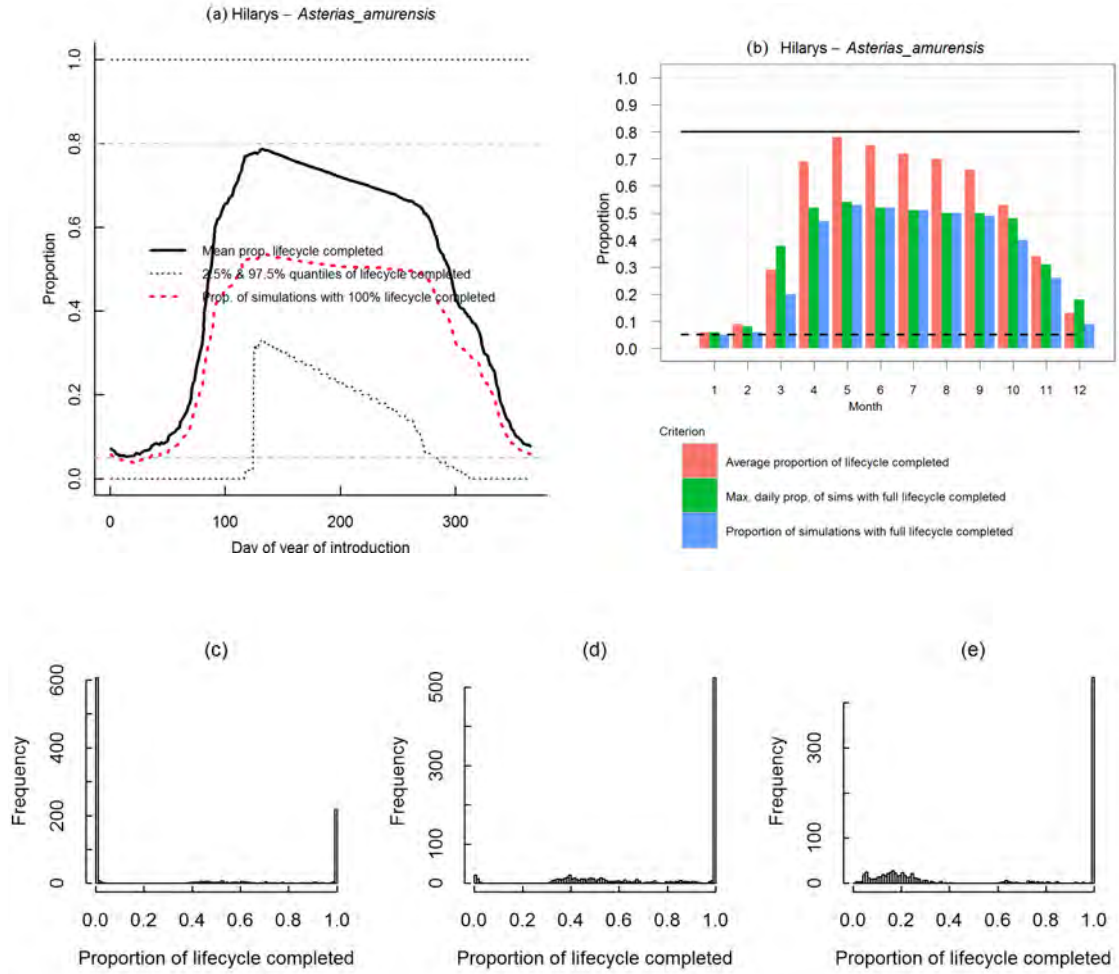 (a) Hilarys – Asterias_amurensis
1.0
0.8
0.6
0.4
0.2
0.0
Proportion
Mean prop. lifecycle completed
2.5% & 97.5% quantiles of lifecycle completed
Prop. of simulations with 100% lifecycle completed
0 100 200 300
Day of year of introduction
(b) Hilarys – Asterias_amurensis
1.0
0.9
0.8
0.7
0.6
0.5
0.4
0.3
0.2
0.1
0.0
Proportion
1 2 3 4 5 6 7 8 9 10 11 12
Month
Criterion
Average proportion of lifecycle completed
Max. daily prop. of sims with full lifecycle completed
Proportion of simulations with full lifecycle completed
(c)
600
400
200
0
Frequency
0.0 0.2 0.4 0.6 0.8 1.0
Proportion of lifecycle completed
(d)
500
300
100
0
Frequency
0.0 0.2 0.4 0.6 0.8 1.0
Proportion of lifecycle completed
(e)
300
100
0
Frequency
0.0 0.2 0.4 0.6 0.8 1.0
Proportion of lifecycle completed